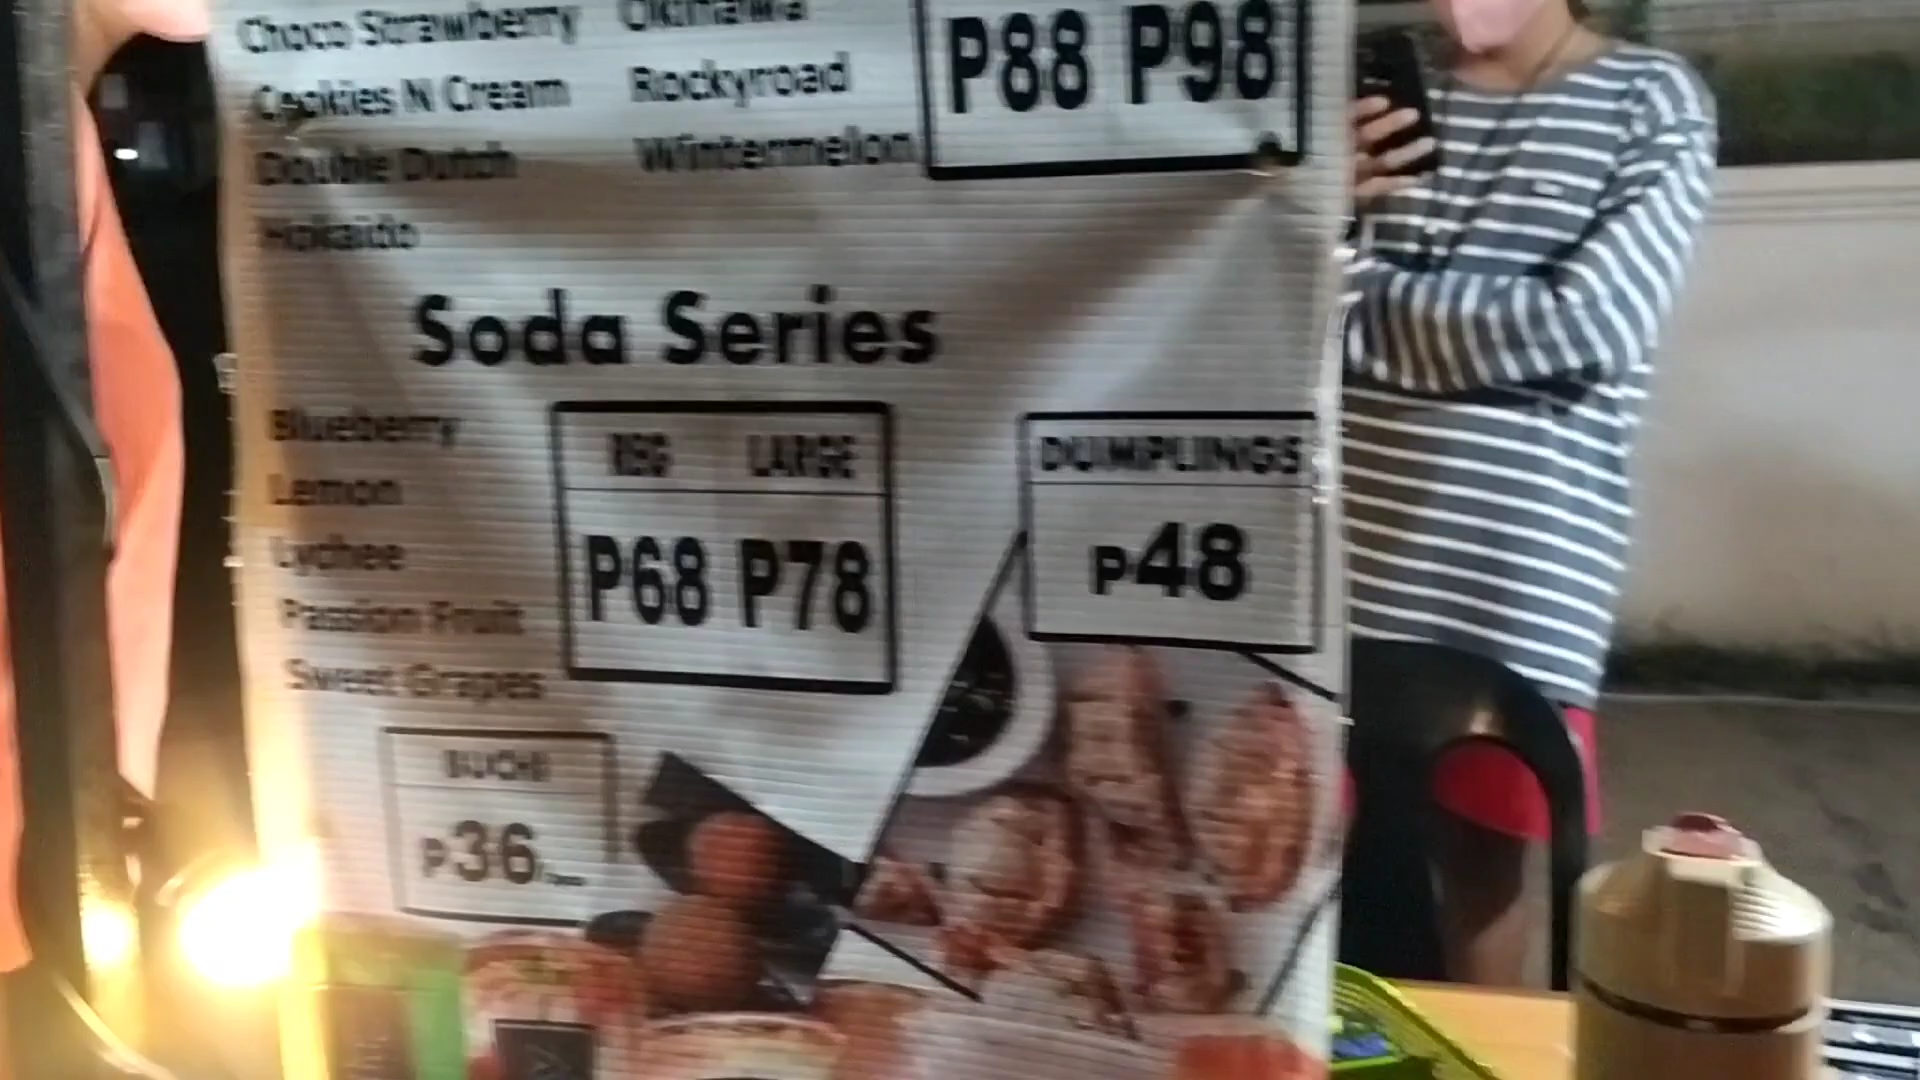 Choco Strawberry
Cookies N Cream
Double Dutch
Hokaido
Okinawa
Rockyroad
Wintermelon
P88 P98
Soda Series
Blueberry
Lemon
Lychee
Passion Fruit
Sweet Grapes
REG LARGE
P68 P78
DUMPLINGS
P48
BUCHI
P36